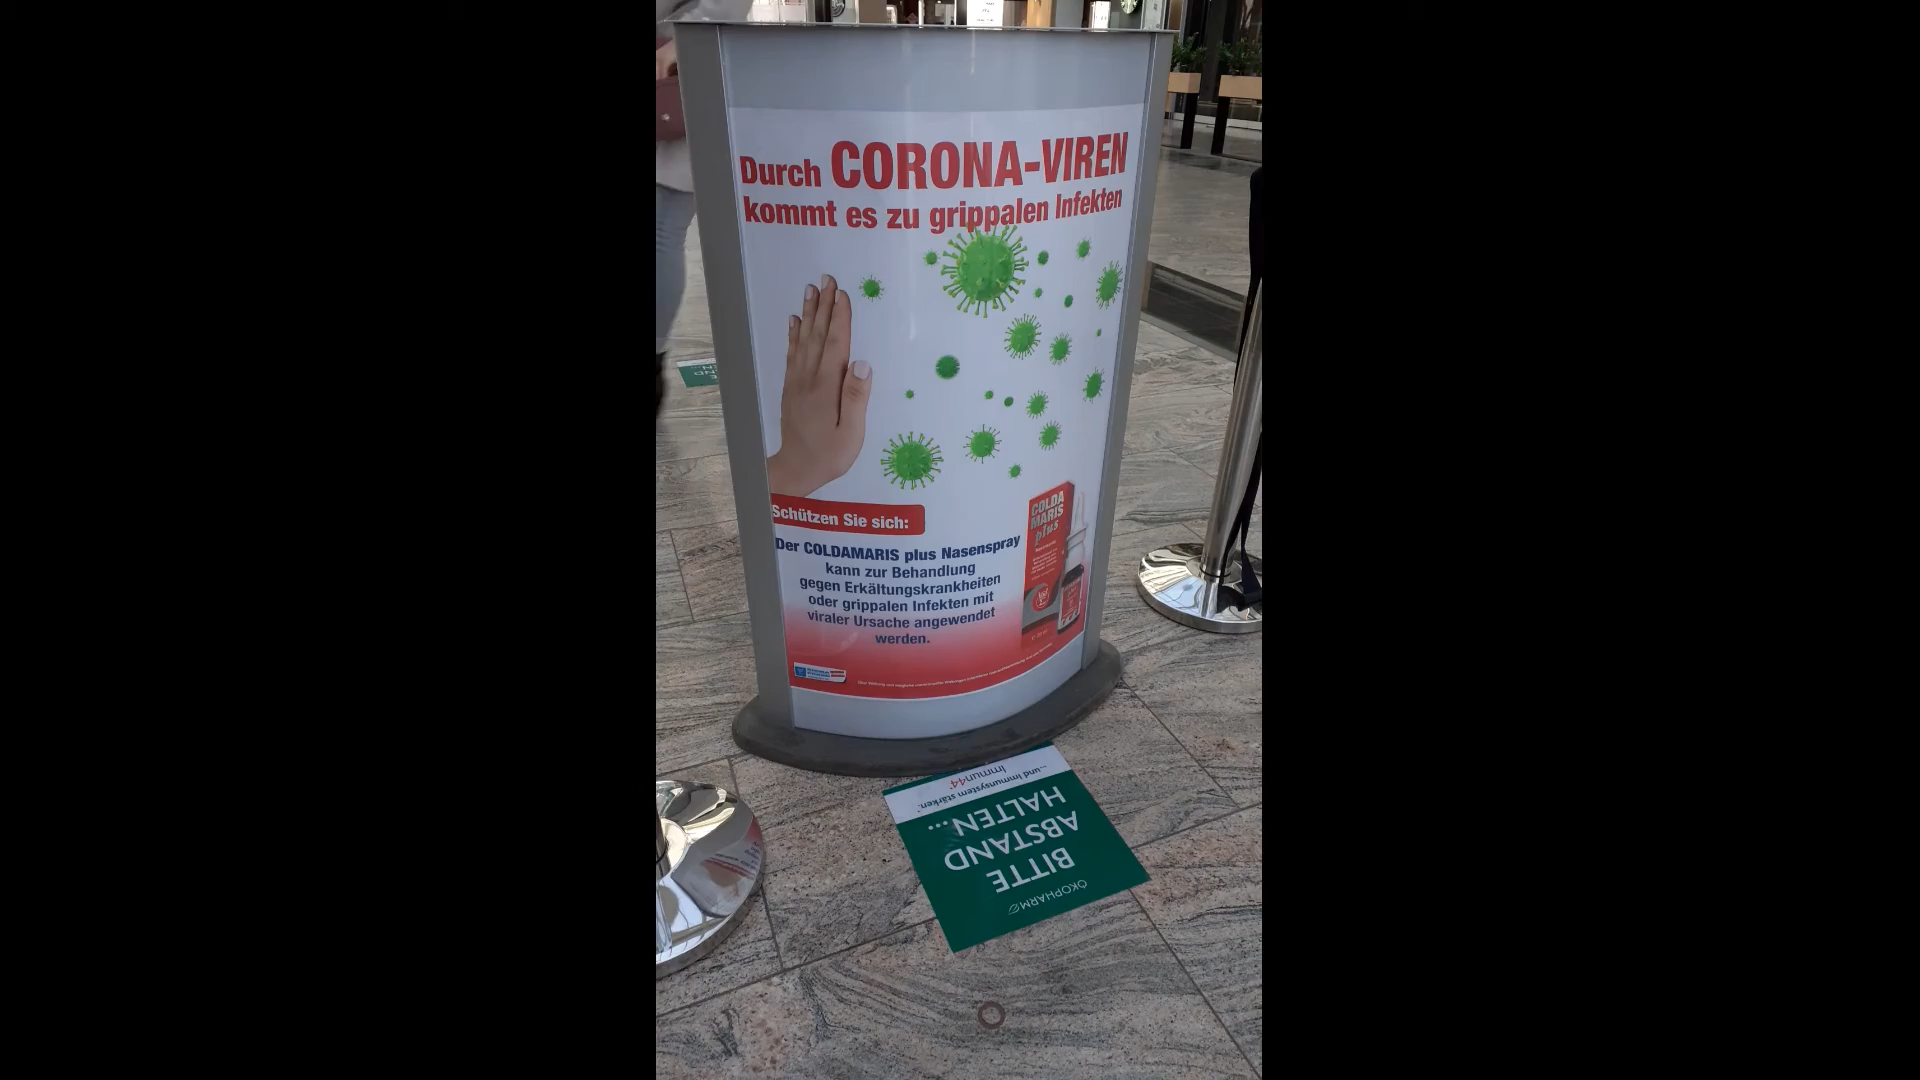 Durch CORONA-VIREN
kommt es zu grippalen Infekten
Schützen Sie sich:
Der COLDAMARIS plus Nasenspray
kann zur Behandlung
gegen Erkältungskrankheiten
oder grippalen Infekten mit
viraler Ursache angewendet
werden.
COLDA
MARIS
plus
ÖKOPHARM
BITTE
ABSTAND
HALTEN...
...und Immunsystem stärken.
Immun44